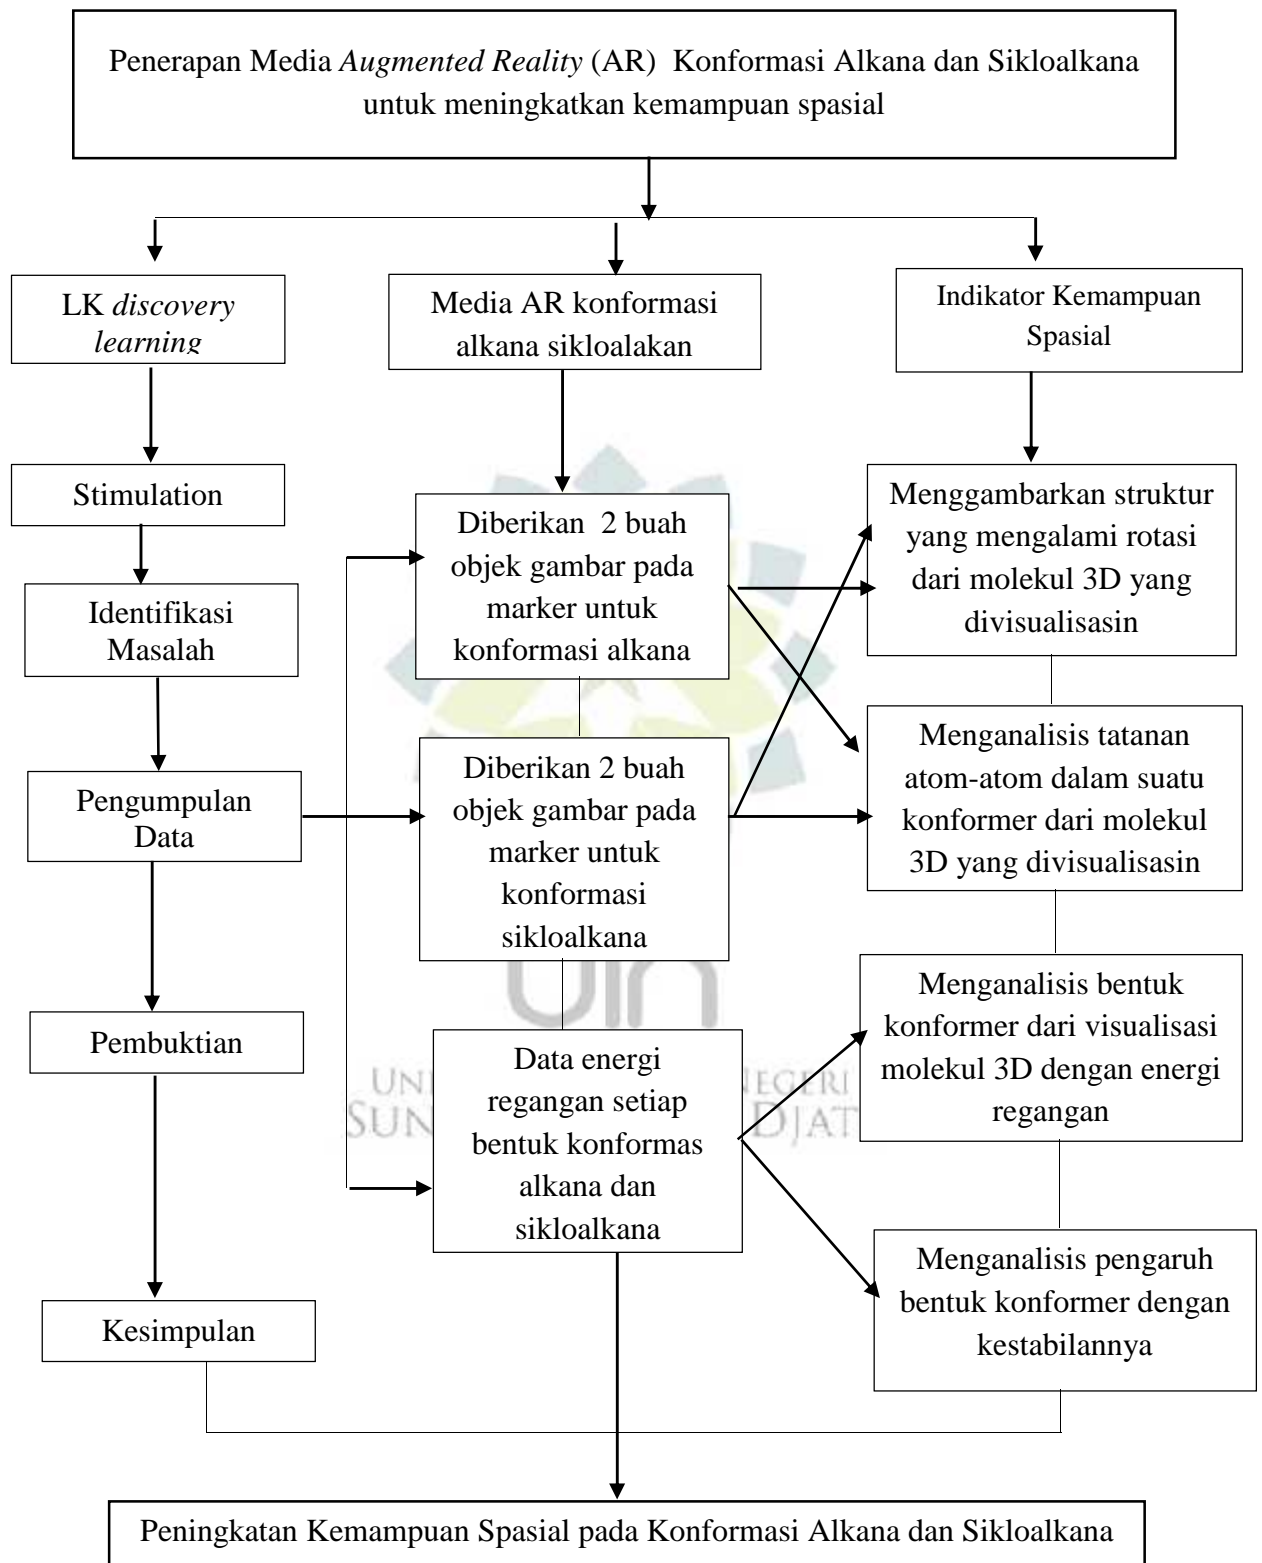 Penerapan Media Augmented Reality (AR) Konformasi Alkana dan Sikloalkana
untuk meningkatkan kemampuan spasial
LK discovery
learning
Media AR konformasi
alkana sikloalakan
Indikator Kemampuan
Spasial
Stimulation
Diberikan 2 buah
objek gambar pada
marker untuk
konformasi alkana
Menggambarkan struktur
yang mengalami rotasi
dari molekul 3D yang
divisualisasin
Identifikasi
Masalah
Pengumpulan
Data
Diberikan 2 buah
objek gambar pada
marker untuk
konformasi
sikloalkana
Menganalisis tatanan
atom-atom dalam suatu
konformer dari molekul
3D yang divisualisasin
Pembuktian
Data energi
regangan setiap
bentuk konformas
alkana dan
sikloalkana
Menganalisis bentuk
konformer dari visualisasi
molekul 3D dengan energi
regangan
Kesimpulan
Menganalisis pengaruh
bentuk konformer dengan
kestabilannya
Peningkatan Kemampuan Spasial pada Konformasi Alkana dan Sikloalkana
uin